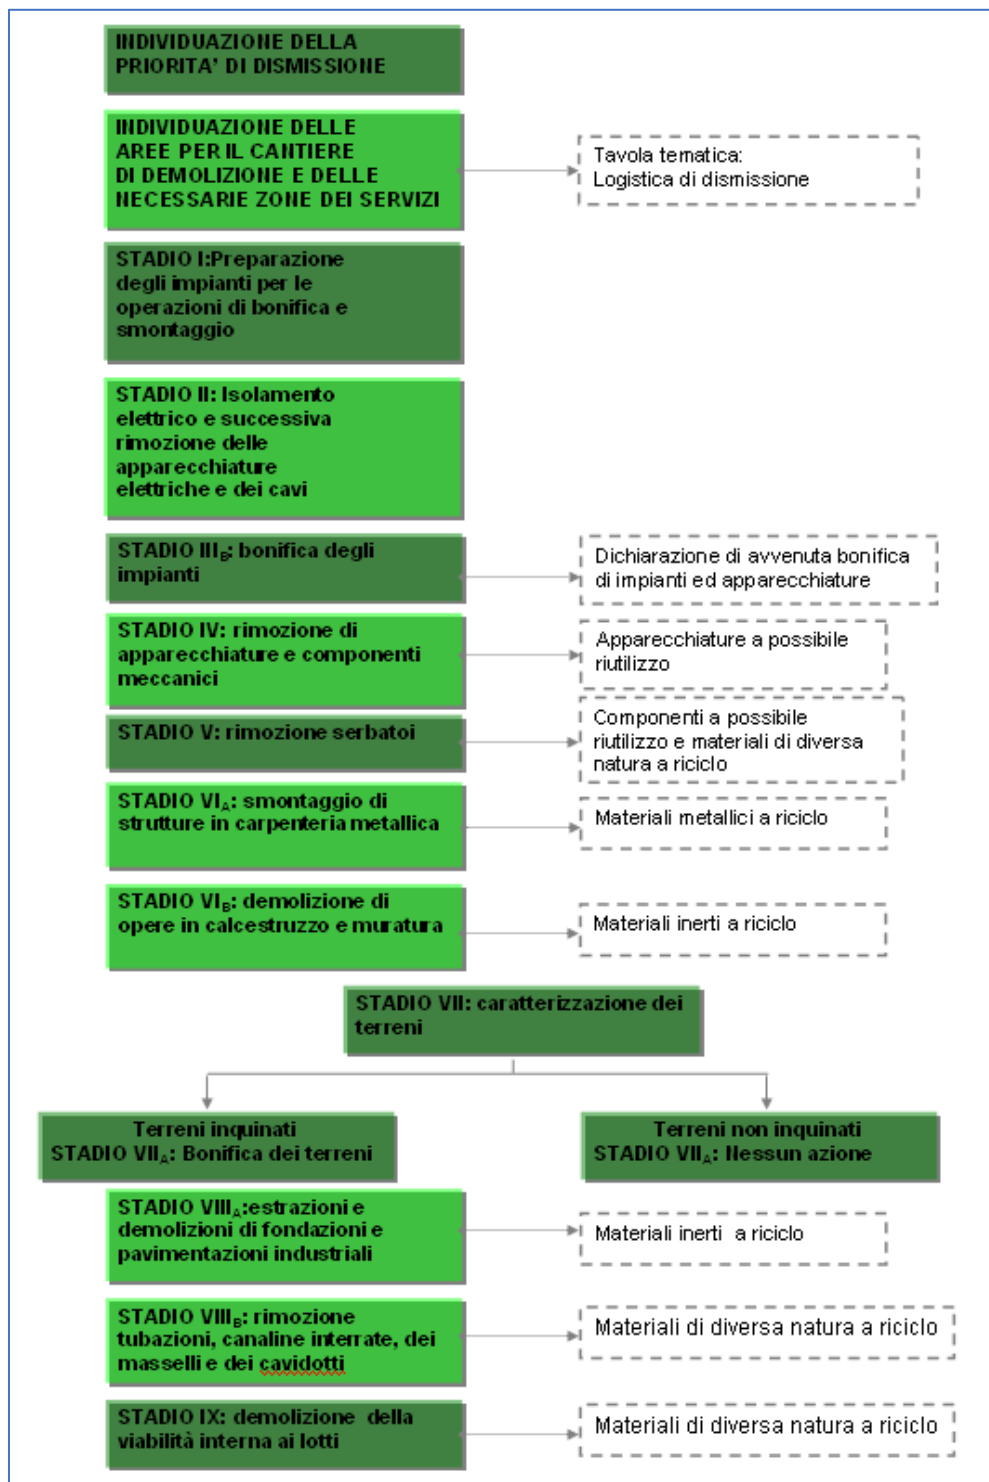 INDIVIDUAZIONE DELLA
PRIORITA' DI DISMISSIONE
INDIVIDUAZIONE DELLE
AREE PER IL CANTIERE
DI DEMOLIZIONE E DELLE
NECESSARIE ZONE DEI SERVIZI
Tavola tematica:
Logistica di dismissione
STADIO I:Preparazione
degli impianti per le
operazioni di bonifica e
smontaggio
STADIO II: Isolamento
elettrico e successiva
rimozione delle
apparecchiature
elettriche e dei cavi
STADIO IIIB: bonifica degli
impianti
Dichiarazione di avvenuta bonifica
di impianti ed apparecchiature
STADIO IV: rimozione di
apparecchiature e componenti
meccanici
Apparecchiature a possibile
riutilizzo
STADIO V: rimozione serbatoi
Componenti a possibile
riutilizzo e materiali di diversa
natura a riciclo
STADIO VIA: smontaggio di
strutture in carpenteria metallica
Materiali metallici a riciclo
STADIO VIB: demolizione di
opere in calcestruzzo e muratura
Materiali inerti a riciclo
STADIO VII: caratterizzazione dei
terreni
Terreni inquinati
STADIO VIIA: Bonifica dei terreni
Terreni non inquinati
STADIO VIIA: Nessun azione
STADIO VIIIA:estrazioni e
demolizioni di fondazioni e
pavimentazioni industriali
Materiali inerti a riciclo
STADIO VIIIB: rimozione
tubazioni, canaline interrate, dei
masselli e dei cavidotti
Materiali di diversa natura a riciclo
STADIO IX: demolizione della
viabilità interna ai lotti
Materiali di diversa natura a riciclo